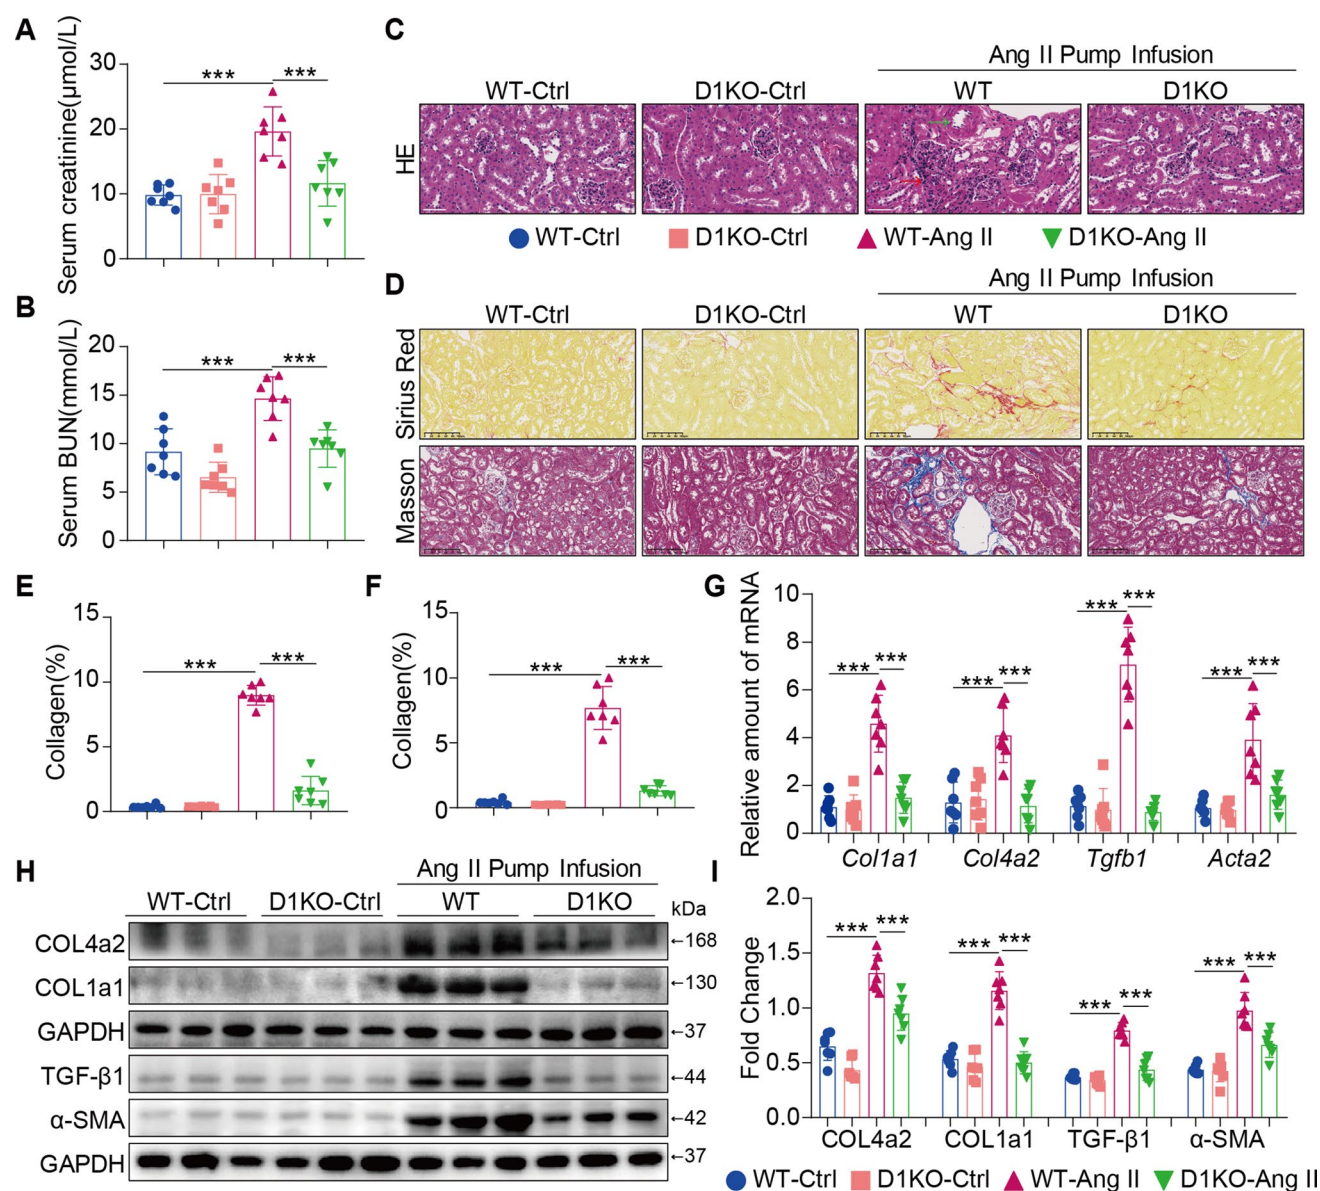 A
Serum creatinine(μmol/L)
30
20
10
0
***
***
B
Serum BUN(mmol/L)
20
15
10
5
0
***
***
C
Ang II Pump Infusion
WT-Ctrl
D1KO-Ctrl
WT
D1KO
HE
WT-Ctrl
D1KO-Ctrl
WT-Ang II
D1KO-Ang II
D
Ang II Pump Infusion
WT-Ctrl
D1KO-Ctrl
WT
D1KO
Sirius Red
Masson
E
Collagen(%)
15
10
5
0
***
***
F
Collagen(%)
15
10
5
0
***
***
G
Relative amount of mRNA
10
8
6
4
2
0
*** ***
*** ***
*** ***
*** ***
Col1a1
Col4a2
Tgfb1
Acta2
H
Ang II Pump Infusion
WT-Ctrl
D1KO-Ctrl
WT
D1KO
kDa
COL4a2
←168
COL1a1
←130
GAPDH
←37
TGF-β1
←44
α-SMA
←42
GAPDH
←37
I
Fold Change
2.0
1.5
1.0
0.5
0.0
*** ***
*** ***
*** ***
*** ***
COL4a2
COL1a1
TGF-β1
α-SMA
WT-Ctrl
D1KO-Ctrl
WT-Ang II
D1KO-Ang II